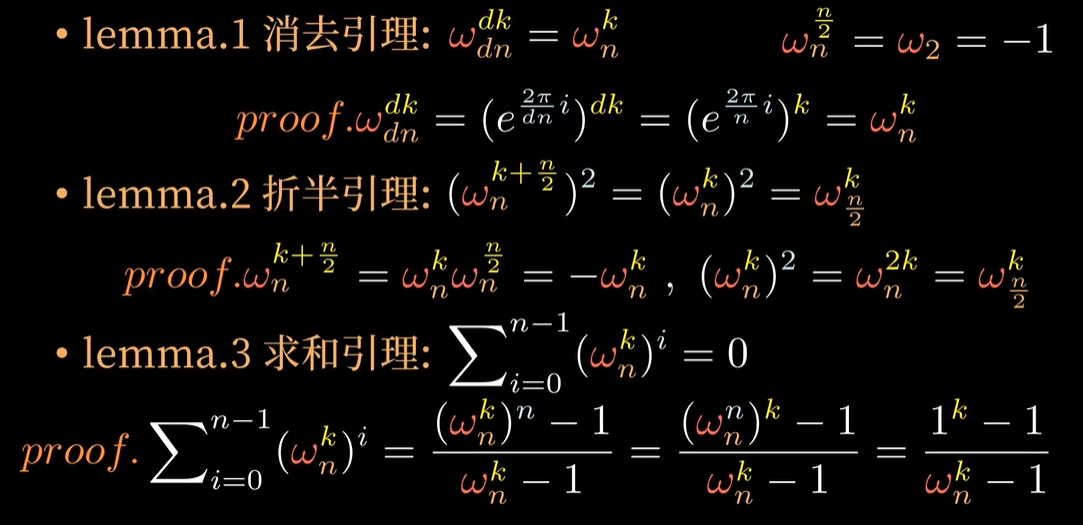 • lemma.1 消去引理: $\omega_{dn}^{dk} = \omega_n^k$ $\omega_n^{\frac{n}{2}} = \omega_2 = -1$
$proof.\omega_{dn}^{dk} = (e^{\frac{2\pi}{dn}i})^{dk} = (e^{\frac{2\pi}{n}i})^k = \omega_n^k$
• lemma.2 折半引理: $(\omega_n^{k+\frac{n}{2}})^2 = (\omega_n^k)^2 = \omega_{\frac{n}{2}}^k$
$proof.\omega_n^{k+\frac{n}{2}} = \omega_n^k \omega_n^{\frac{n}{2}} = -\omega_n^k , (\omega_n^k)^2 = \omega_n^{2k} = \omega_{\frac{n}{2}}^k$
• lemma.3 求和引理: $\sum_{i=0}^{n-1} (\omega_n^k)^i = 0$
$proof. \sum_{i=0}^{n-1} (\omega_n^k)^i = \frac{(\omega_n^k)^n - 1}{\omega_n^k - 1} = \frac{(\omega_n^n)^k - 1}{\omega_n^k - 1} = \frac{1^k - 1}{\omega_n^k - 1}$